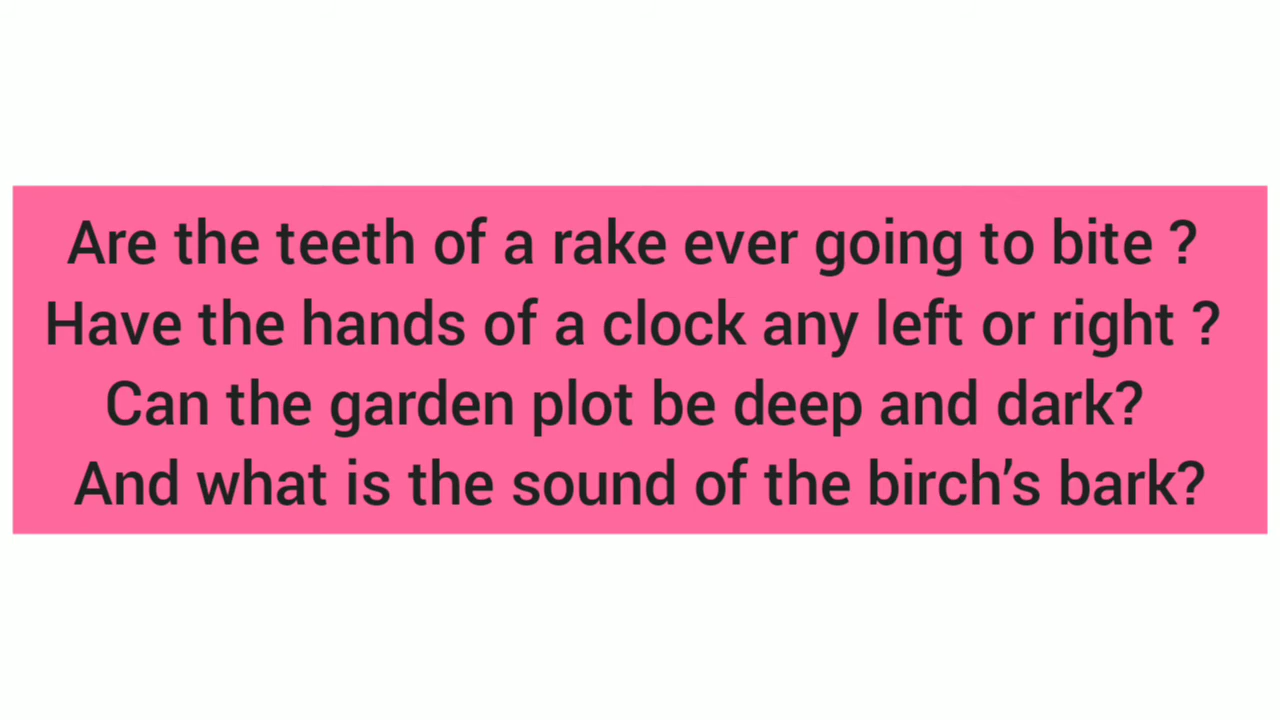 Are the teeth of a rake ever going to bite ?
Have the hands of a clock any left or right ?
Can the garden plot be deep and dark?
And what is the sound of the birch’s bark?